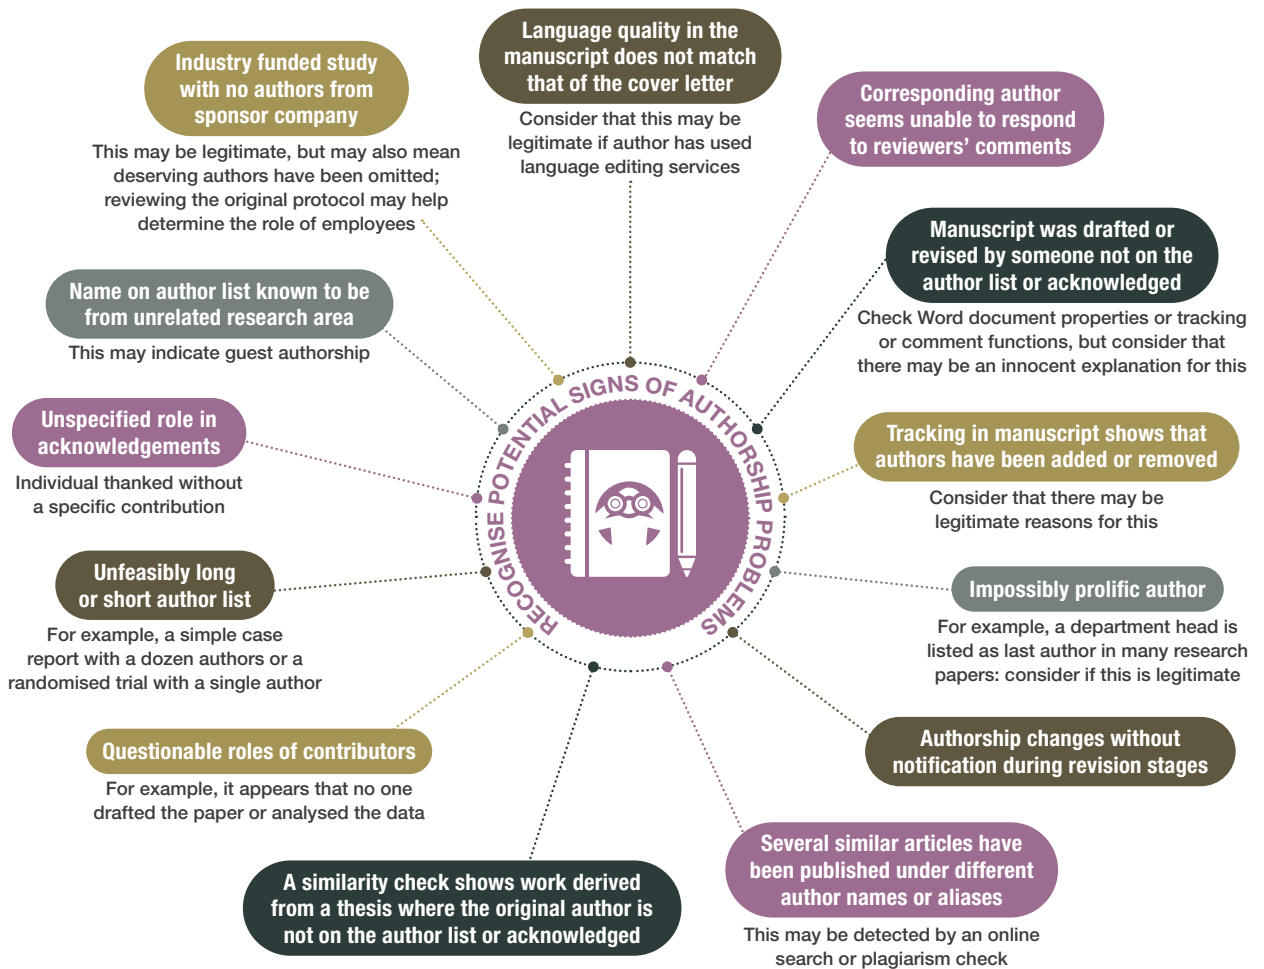 Language quality in the
manuscript does not match
that of the cover letter
Consider that this may be
legitimate if author has used
language editing services
Corresponding author
seems unable to respond
to reviewers’ comments
Manuscript was drafted or
revised by someone not on the
author list or acknowledged
Check Word document properties or tracking
or comment functions, but consider that
there may be an innocent explanation for this
Tracking in manuscript shows that
authors have been added or removed
Consider that there may be
legitimate reasons for this
Impossibly prolific author
For example, a department head is
listed as last author in many research
papers: consider if this is legitimate
Authorship changes without
notification during revision stages
Several similar articles have
been published under different
author names or aliases
This may be detected by an online
search or plagiarism check
A similarity check shows work derived
from a thesis where the original author is
not on the author list or acknowledged
Questionable roles of contributors
For example, it appears that no one
drafted the paper or analysed the data
Unfeasibly long
or short author list
For example, a simple case
report with a dozen authors or a
randomised trial with a single author
Unspecified role in
acknowledgements
Individual thanked without
a specific contribution
Name on author list known to be
from unrelated research area
This may indicate guest authorship
Industry funded study
with no authors from
sponsor company
This may be legitimate, but may also mean
deserving authors have been omitted;
reviewing the original protocol may help
determine the role of employees
RECOGNISE POTENTIAL SIGNS OF AUTHORSHIP PROBLEMS